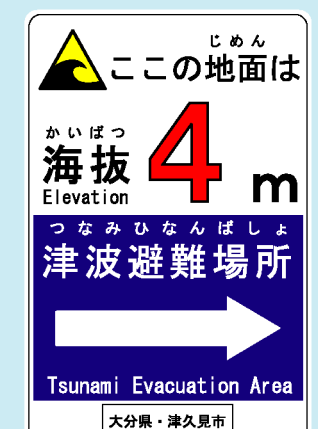 じめん
ここの地面は
かいばつ
海抜 4 m
Elevation
つなみひなんばしょ
津波避難場所
Tsunami Evacuation Area
大分県・津久見市